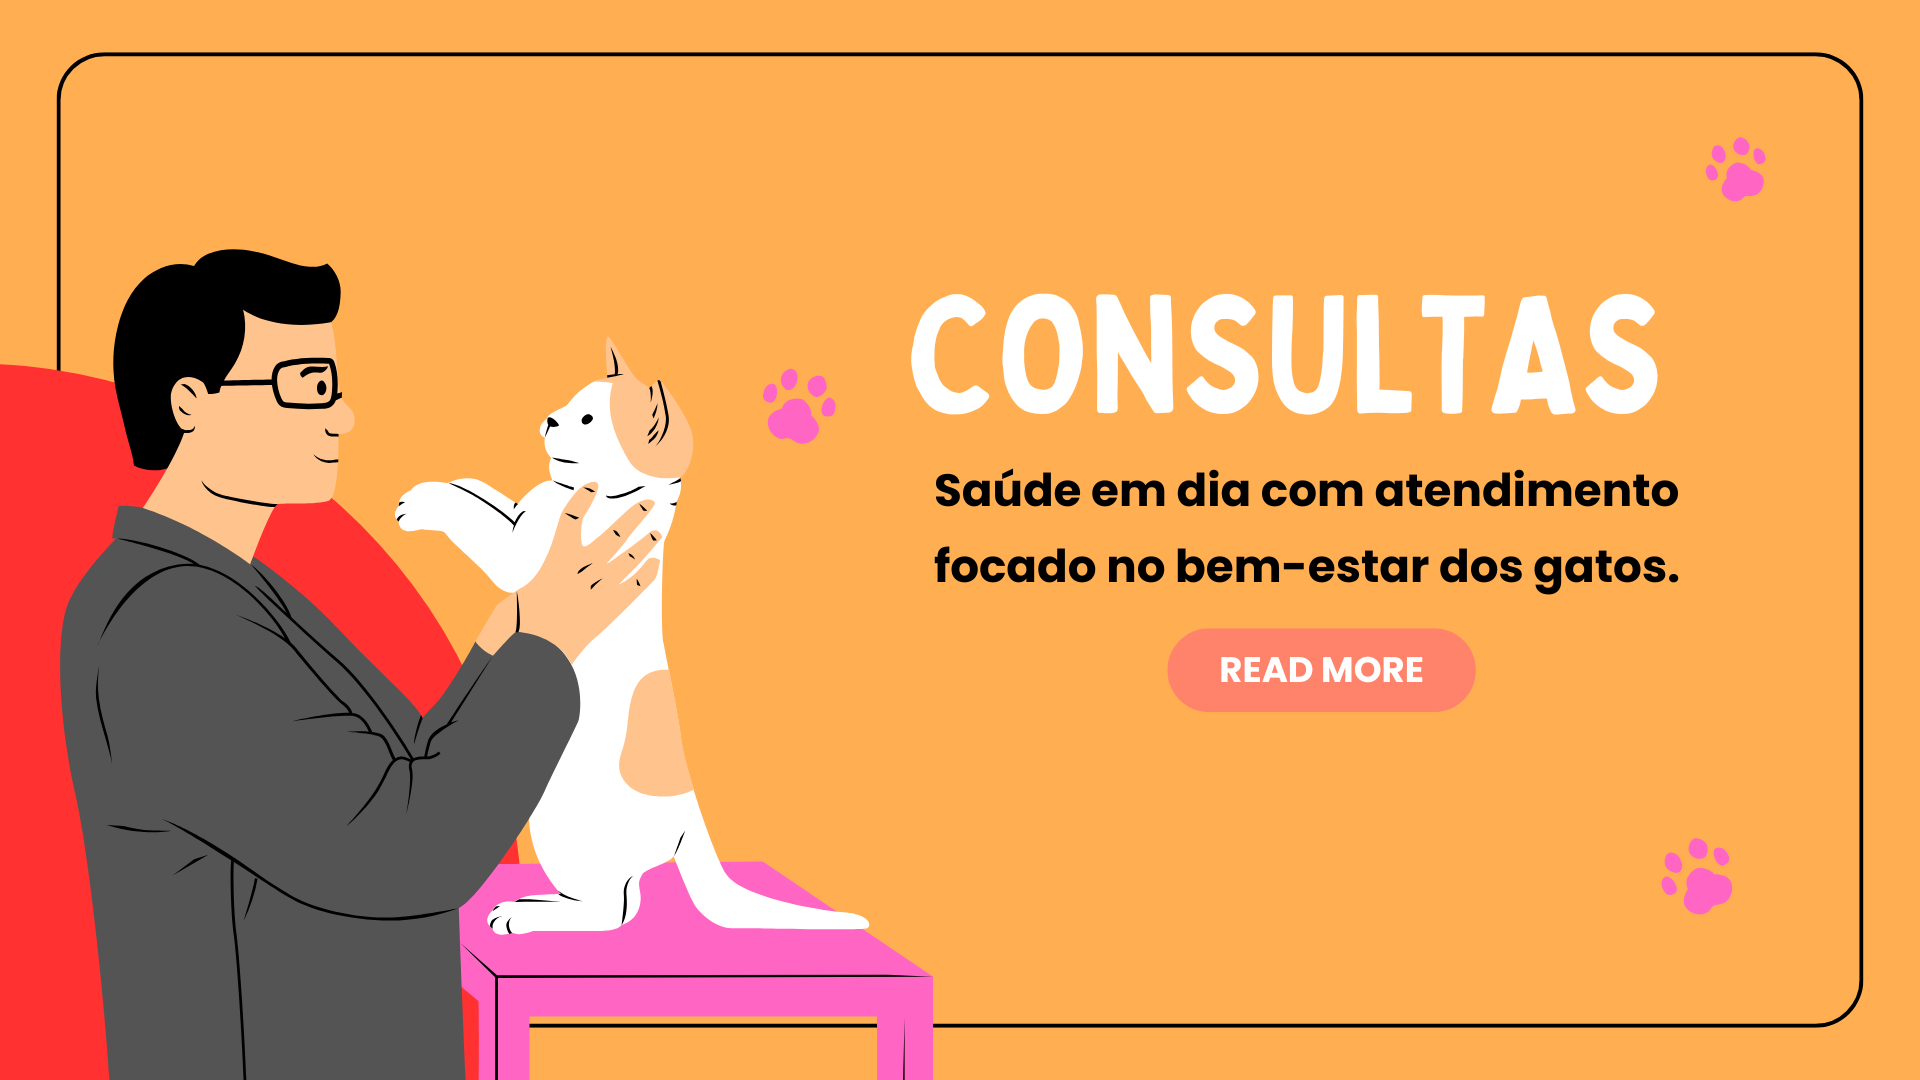 CONSULTAS
Saúde em dia com atendimento
focado no bem-estar dos gatos.
READ MORE